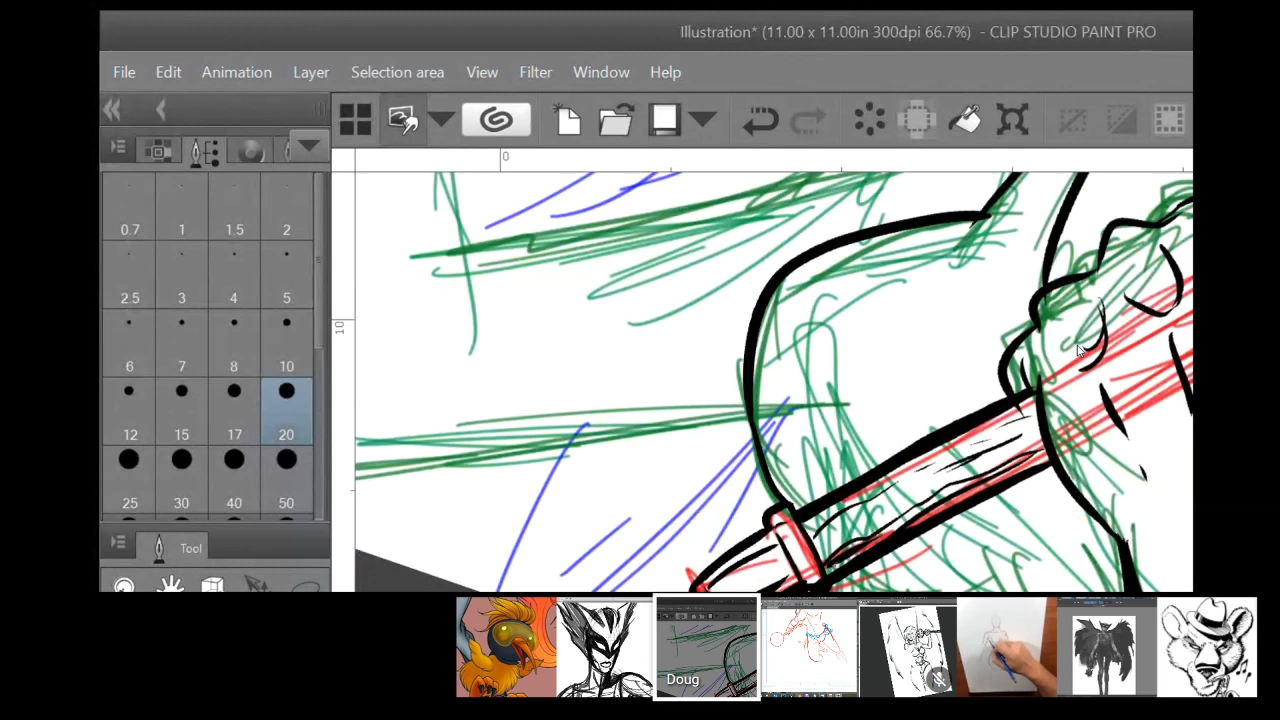 Illustration* (11.00 x 11.00in 300dpi 66.7%) - CLIP STUDIO PAINT PRO
File Edit Animation Layer Selection area View Filter Window Help
0
0.7 1 1.5 2
2.5 3 4 5
10
6 7 8 10
12 15 17 20
25 30 40 50
Tool
Doug